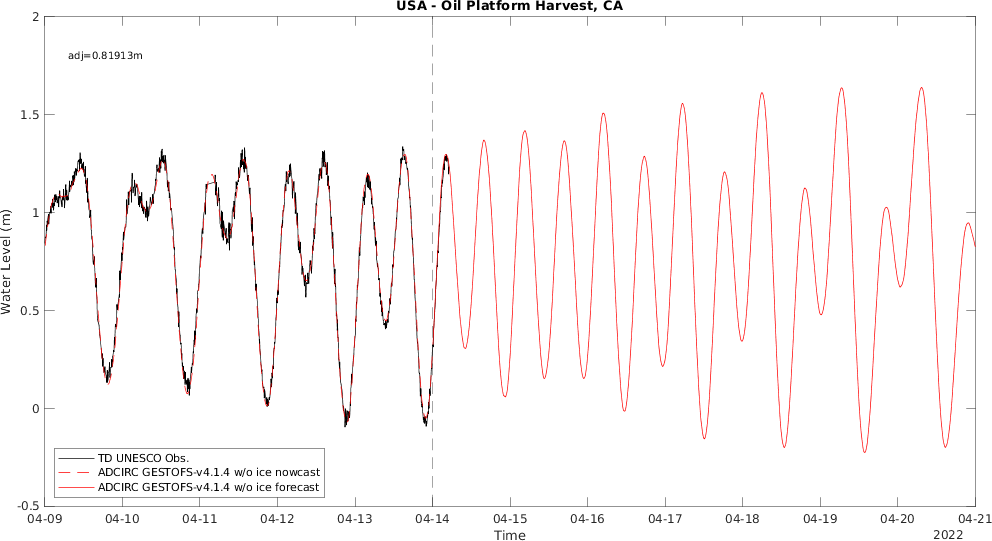 USA - Oil Platform Harvest, CA
2
adj=0.81913m
1.5
1
0.5
0
-0.5
Water Level (m)
TD UNESCO Obs.
ADCIRC GESTOFS-v4.1.4 w/o ice nowcast
ADCIRC GESTOFS-v4.1.4 w/o ice forecast
04-09 04-10 04-11 04-12 04-13 04-14 04-15 04-16 04-17 04-18 04-19 04-20 04-21
Time
2022